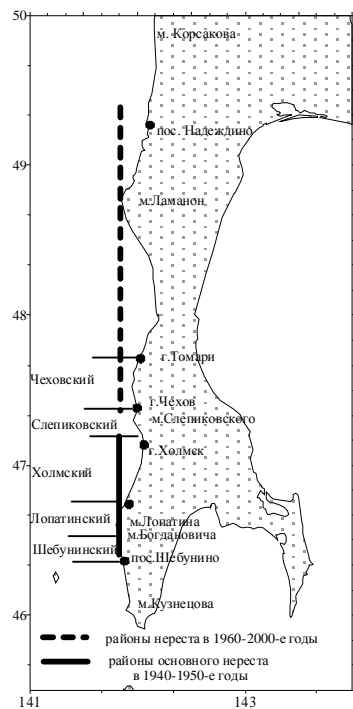 50
м. Корсакова
пос. Надеждино
49
м.Ламанон
48
г.Томари
Чеховский
г.Чехов
м.Слепиковского
Слепиковский
г.Холмск
47
Холмский
Лопатинский
м.Лопатина
м.Богдановича
Шебунинский
пос.Шебунино
м.Кузнецова
46
районы нереста в 1960-2000-е годы
районы основного нереста
в 1940-1950-е годы
141
143